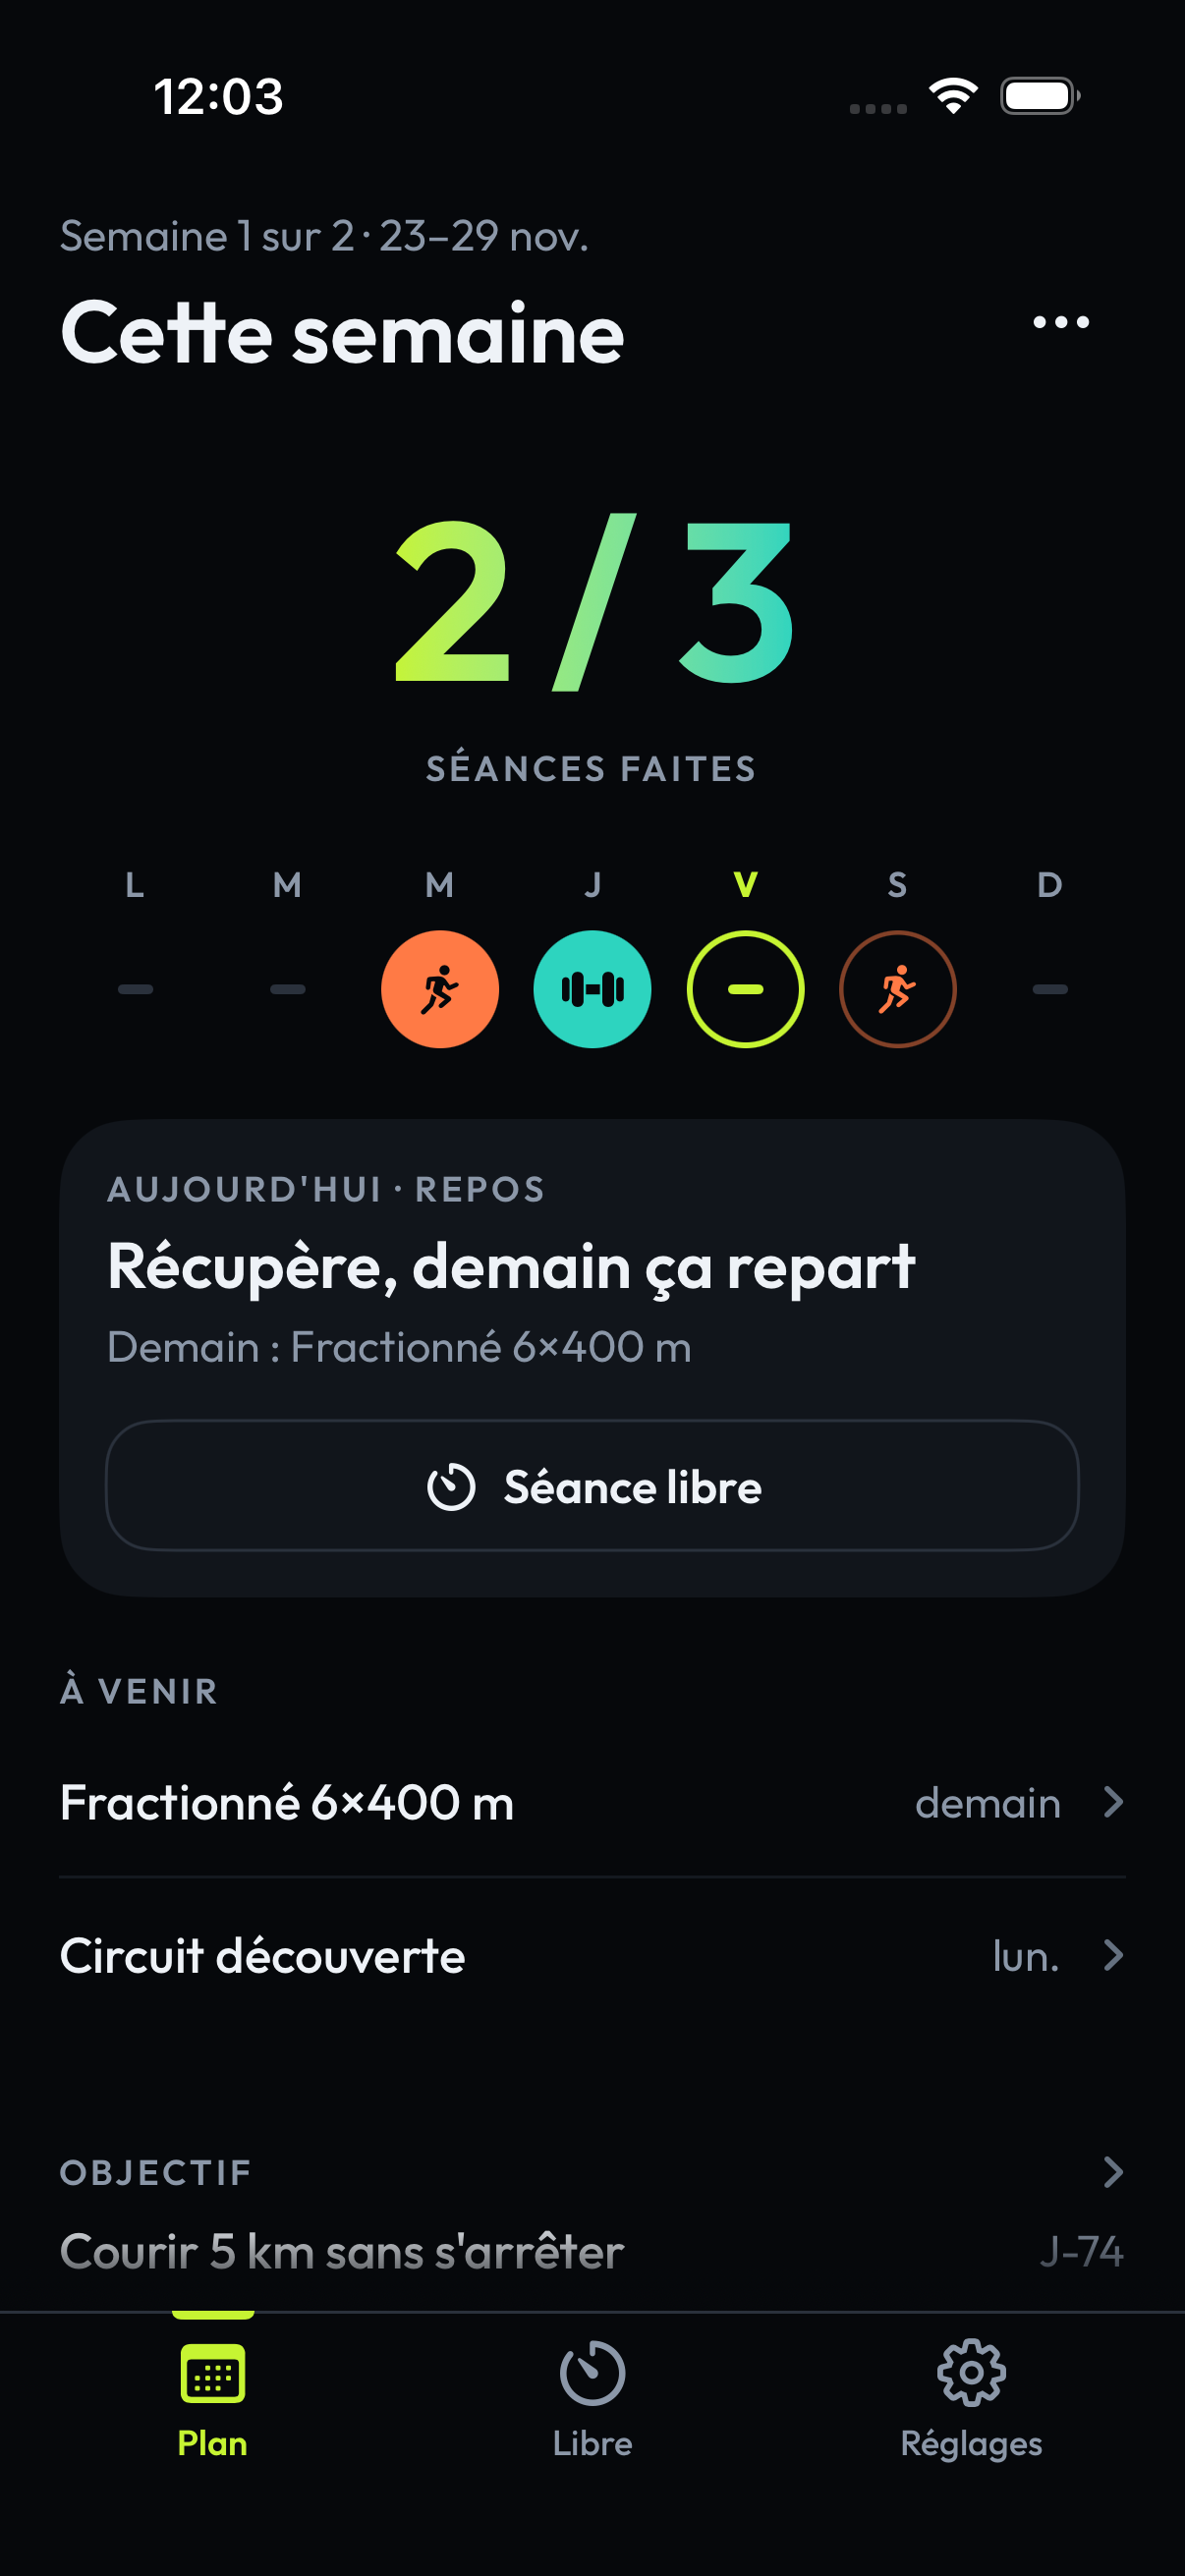 12:03
Semaine 1 sur 2 · 23–29 nov.
Cette semaine
2 / 3
SÉANCES FAITES
L M M J V S D
AUJOURD'HUI · REPOS
Récupère, demain ça repart
Demain : Fractionné 6×400 m
Séance libre
À VENIR
Fractionné 6×400 m demain
Circuit découverte lun.
OBJECTIF
Courir 5 km sans s'arrêter J-74
Plan Libre Réglages